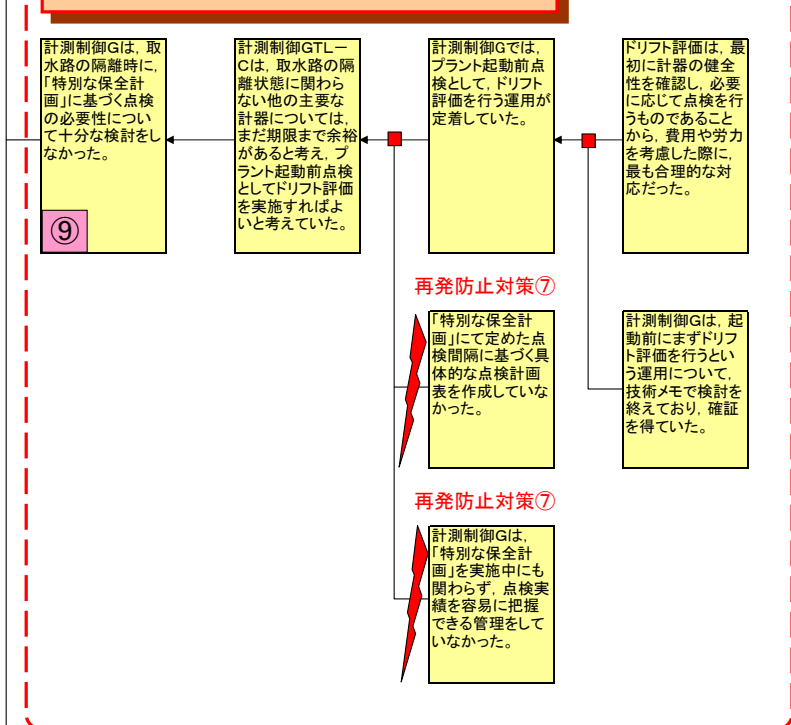 計測制御Gは，取
水路の隔離時に，
「特別な保全計
画」に基づく点検
の必要性につい
て十分な検討をし
なかった。
⑨
計測制御GTL－
Cは，取水路の隔
離状態に関わら
ない他の主要な
計器については，
まだ期限まで余裕
があると考え，プ
ラント起動前点検
としてドリフト評価
を実施すればよ
いと考えていた。
計測制御Gでは，
プラント起動前点
検として，ドリフト
評価を行う運用が
定着していた。
ドリフト評価は，最
初に計器の健全
性を確認し，必要
に応じて点検を行
うものであること
から，費用や労力
を考慮した際に，
最も合理的な対
応だった。
再発防止対策⑦
「特別な保全計
画」にて定めた点
検間隔に基づく具
体的な点検計画
表を作成していな
かった。
計測制御Gは，起
動前にまずドリフ
ト評価を行うとい
う運用について，
技術メモで検討を
終えており，確証
を得ていた。
再発防止対策⑦
計測制御Gは，
「特別な保全計
画」を実施中にも
関わらず，点検実
績を容易に把握
できる管理をして
いなかった。